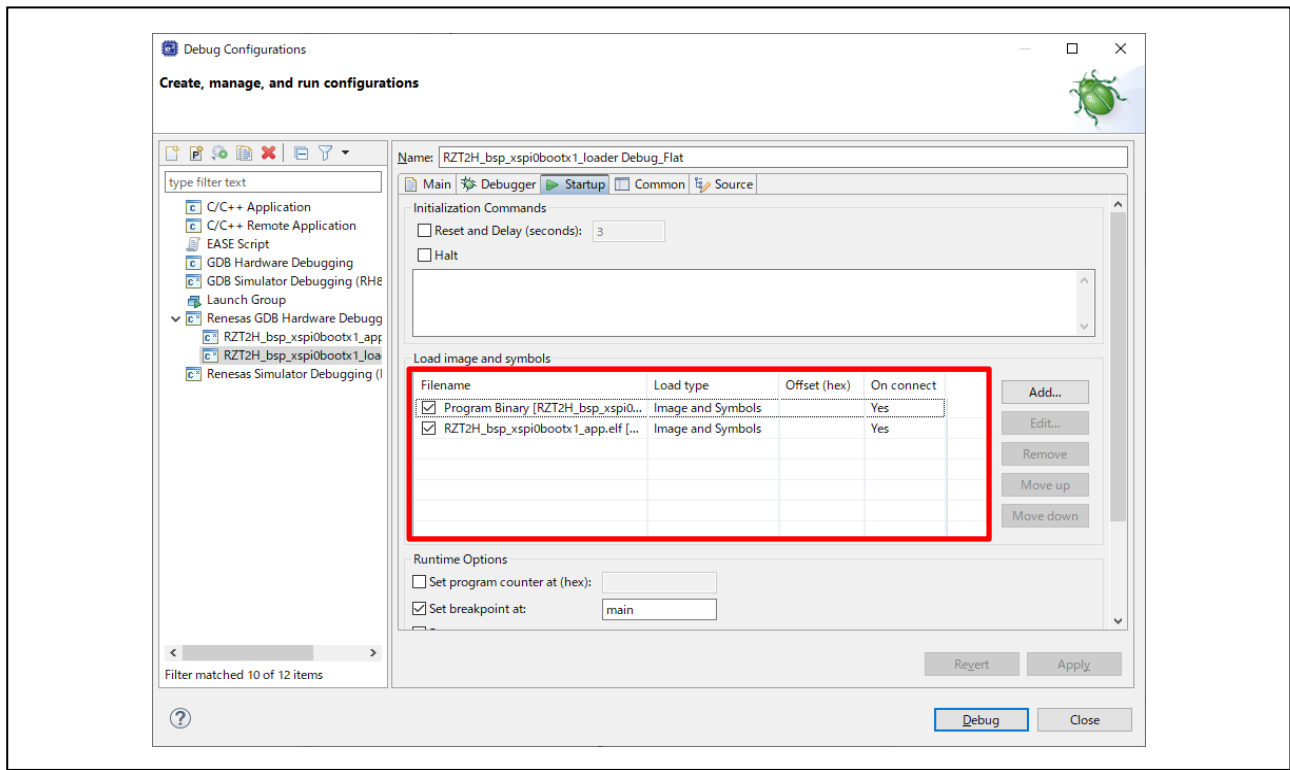 Debug Configurations
Create, manage, and run configurations
Name: RZT2H_bsp_xspi0bootx1_loader Debug_Flat
type filter text
C/C++ Application
C/C++ Remote Application
EASE Script
GDB Hardware Debugging
GDB Simulator Debugging (RH8
Launch Group
Renesas GDB Hardware Debugg
RZT2H_bsp_xspi0bootx1_app
RZT2H_bsp_xspi0bootx1_loa
Renesas Simulator Debugging (
Filter matched 10 of 12 items
Main Debugger Startup Common Source
Initialization Commands
Reset and Delay (seconds): 3
Halt
Load image and symbols
Filename Load type Offset (hex) On connect
Program Binary [RZT2H_bsp_xspi0... Image and Symbols Yes
RZT2H_bsp_xspi0bootx1_app.elf [... Image and Symbols Yes
Add...
Edit...
Remove
Move up
Move down
Runtime Options
Set program counter at (hex):
Set breakpoint at: main
Revert Apply
? Debug Close